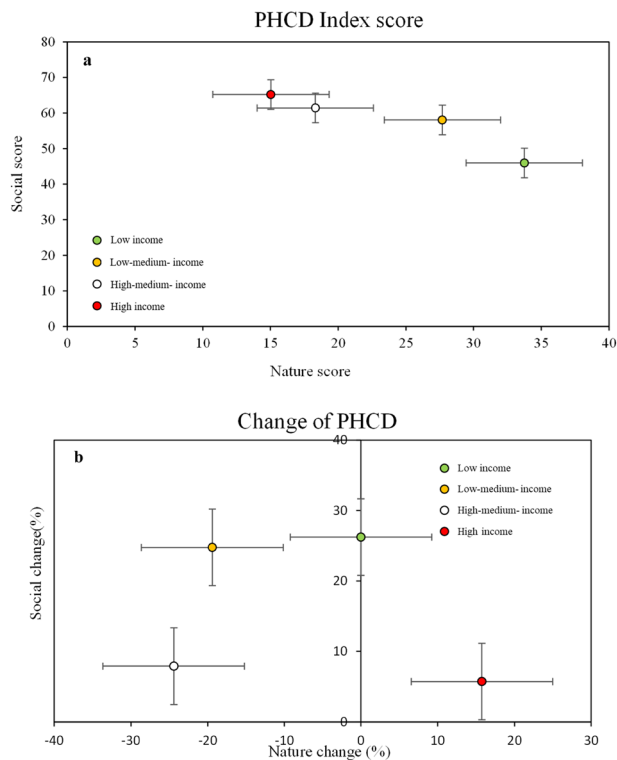 PHCD Index score
80
a
70
60
50
40
30
20
10
0
Social score
Low income
Low-medium- income
High-medium- income
High income
0 5 10 15 20 25 30 35 40
Nature score
Change of PHCD
40
b
30
20
10
0
Social change(%)
Low income
Low-medium- income
High-medium- income
High income
-40 -30 -20 -10 0 10 20 30
Nature change (%)